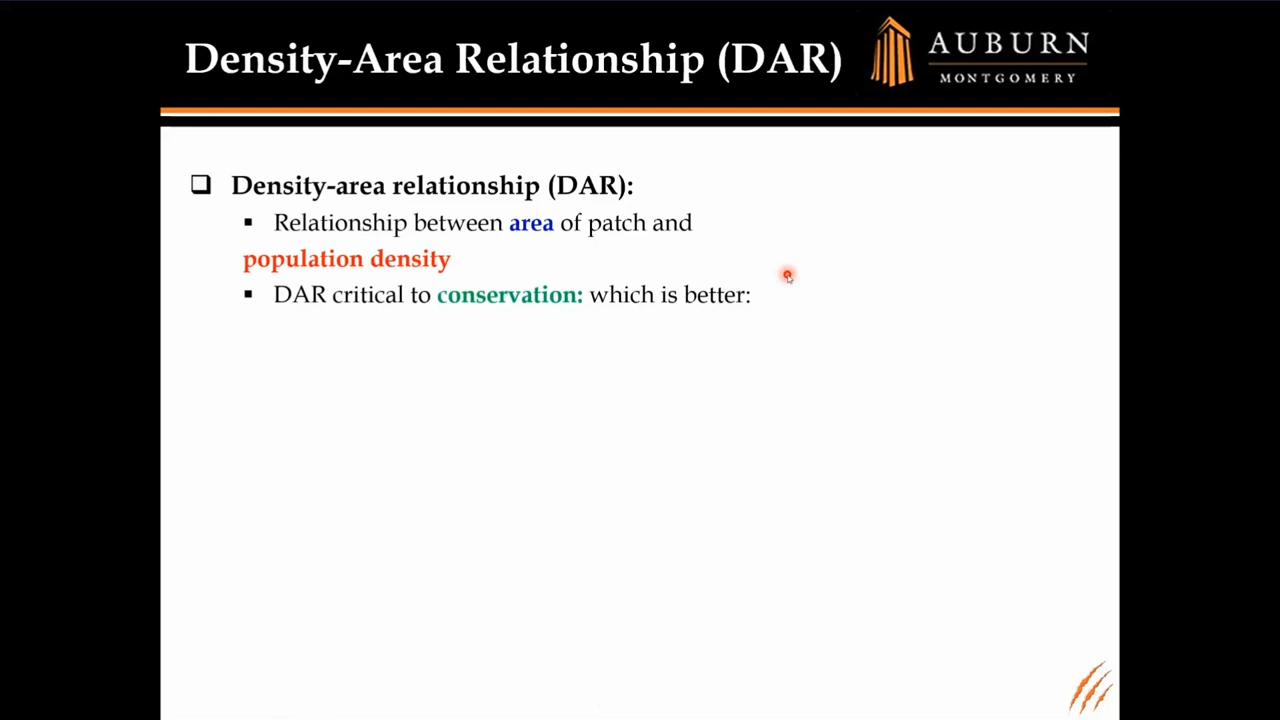 Density-Area Relationship (DAR)
AUBURN
MONTGOMERY
Density-area relationship (DAR):
Relationship between area of patch and
population density
DAR critical to conservation: which is better: